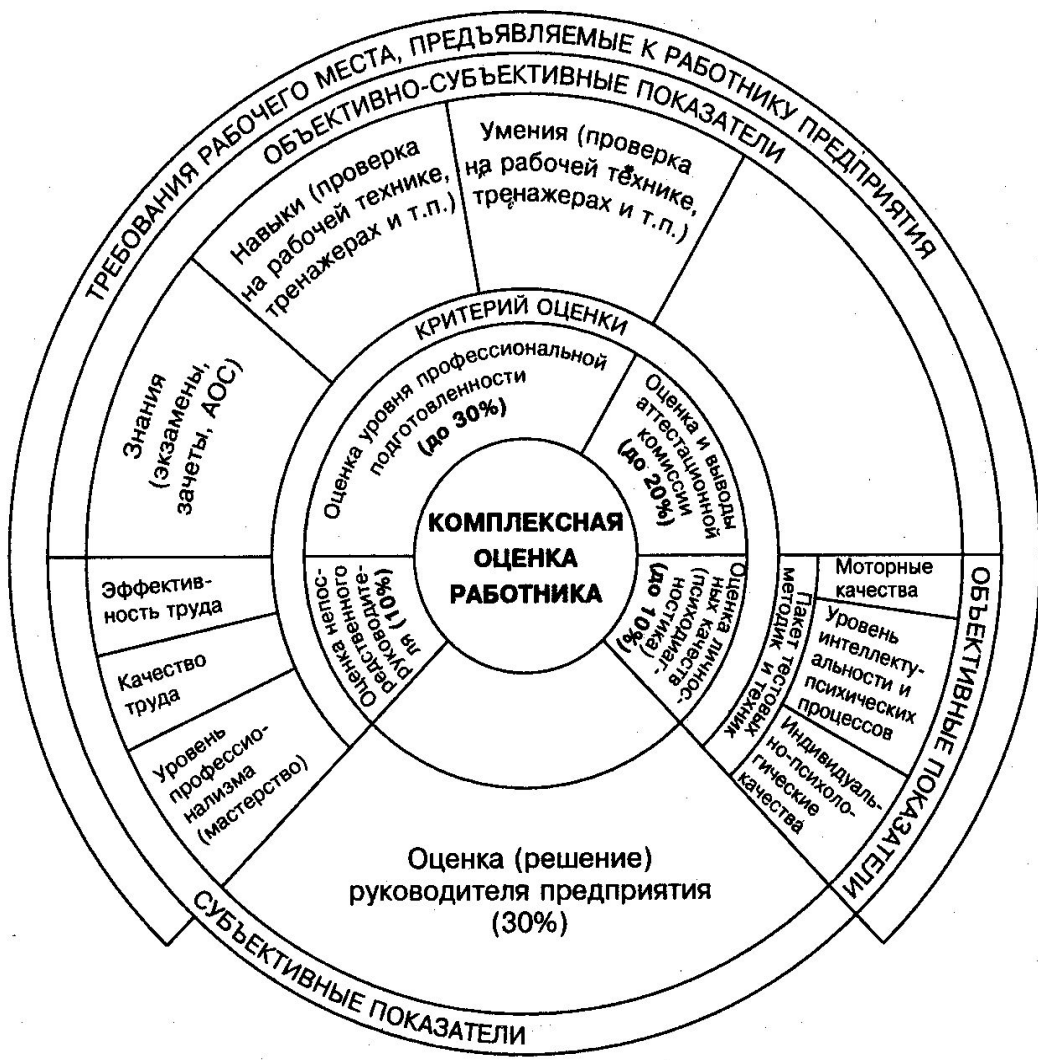 ТРЕБОВАНИЯ РАБОЧЕГО МЕСТА, ПРЕДЪЯВЛЯЕМЫЕ К РАБОТНИКУ ПРЕДПРИЯТИЯ
ОБЪЕКТИВНО-СУБЪЕКТИВНЫЕ ПОКАЗАТЕЛИ
Знания
(экзамены,
зачеты, АОС)
Навыки (проверка
на рабочей технике,
тренажерах и т.п.)
Умения (проверка
на рабочей технике,
тренажерах и т.п.)
КРИТЕРИЙ ОЦЕНКИ
Оценка уровня профессиональной
подготовленности
(до 30%)
Оценка и выводы
аттестационной
комиссии
(до 20%)
КОМПЛЕКСНАЯ
ОЦЕНКА
РАБОТНИКА
Оценка непос-
редственного
руководите-
ля (10%)
Оценка личнос-
ных качеств
(психодиаг-
ностика)
(до 10%)
Эффектив-
ность труда
Качество
труда
Уровень
профессио-
нализма
(мастерство)
Пакет тестовых
методик и техник
Моторные
качества
Уровень
интеллекту-
альности и
психических
процессов
Индивидуаль-
но-психоло-
гические
качества
ОБЪЕКТИВНЫЕ ПОКАЗАТЕЛИ
Оценка (решение)
руководителя предприятия
(30%)
СУБЪЕКТИВНЫЕ ПОКАЗАТЕЛИ